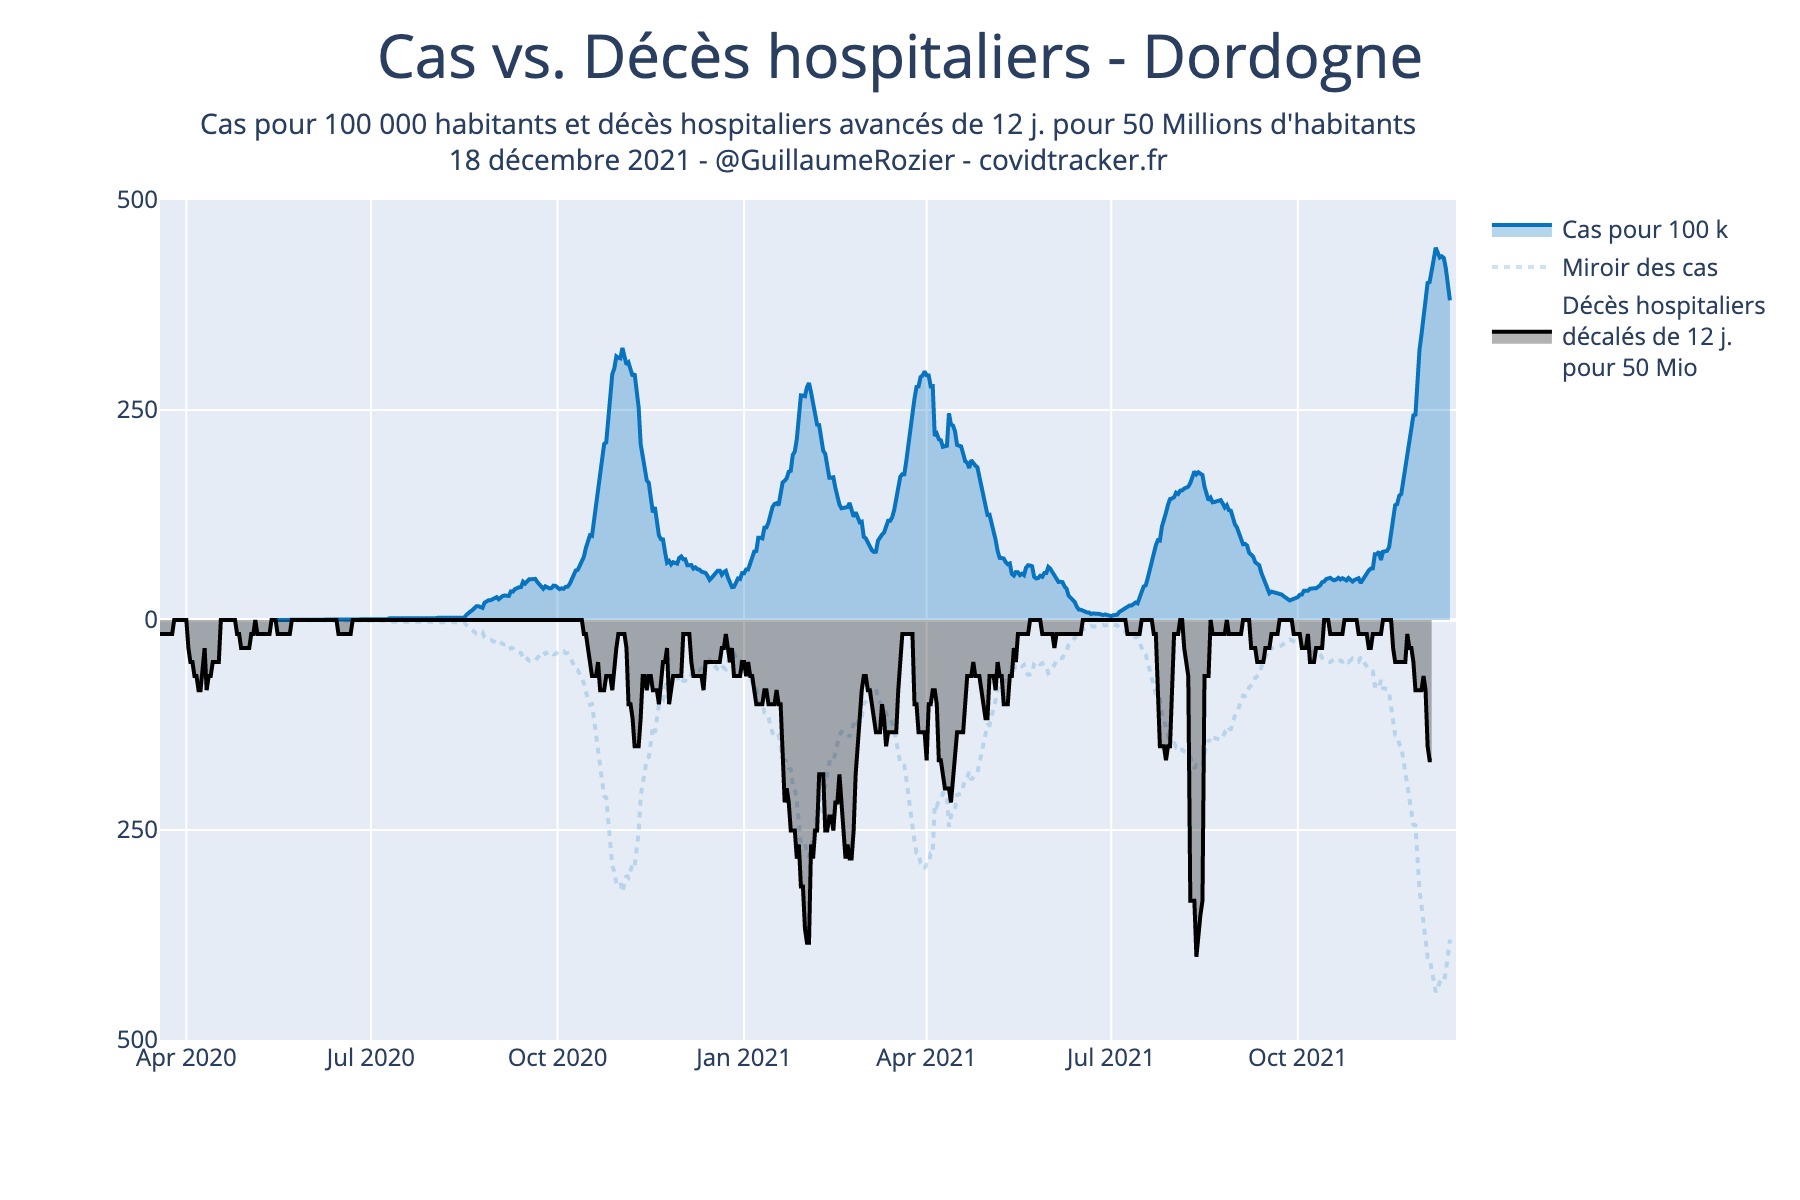 Cas vs. Décès hospitaliers - Dordogne
Cas pour 100 000 habitants et décès hospitaliers avancés de 12 j. pour 50 Millions d'habitants
18 décembre 2021 - @GuillaumeRozier - covidtracker.fr
500
250
0
250
500
Apr 2020
Jul 2020
Oct 2020
Jan 2021
Apr 2021
Jul 2021
Oct 2021
Cas pour 100 k
Miroir des cas
Décès hospitaliers
décalés de 12 j.
pour 50 Mio